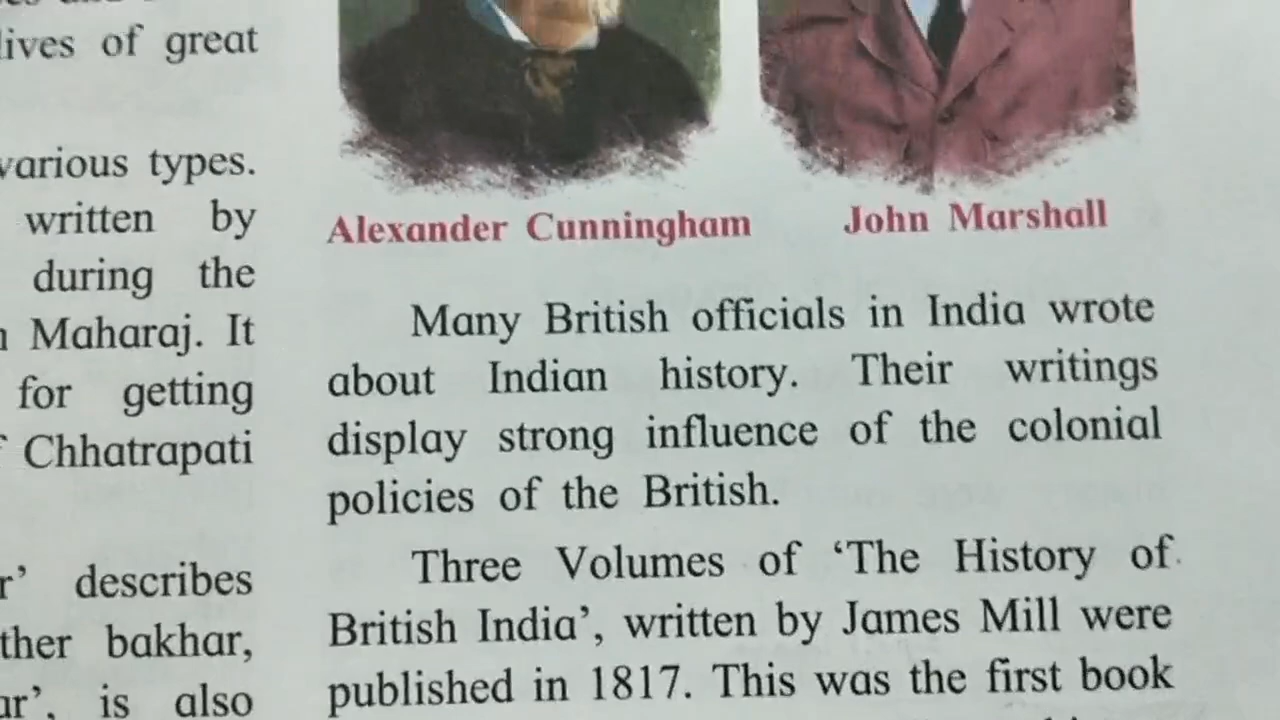 lives of great
various types.
written by
during the
Maharaj. It
for getting
Chhatrapati
describes
bakhar,
is also
Alexander Cunningham
John Marshall
Many British officials in India wrote
about Indian history. Their writings
display strong influence of the colonial
policies of the British.
Three Volumes of ‘The History of
British India’, written by James Mill were
published in 1817. This was the first book